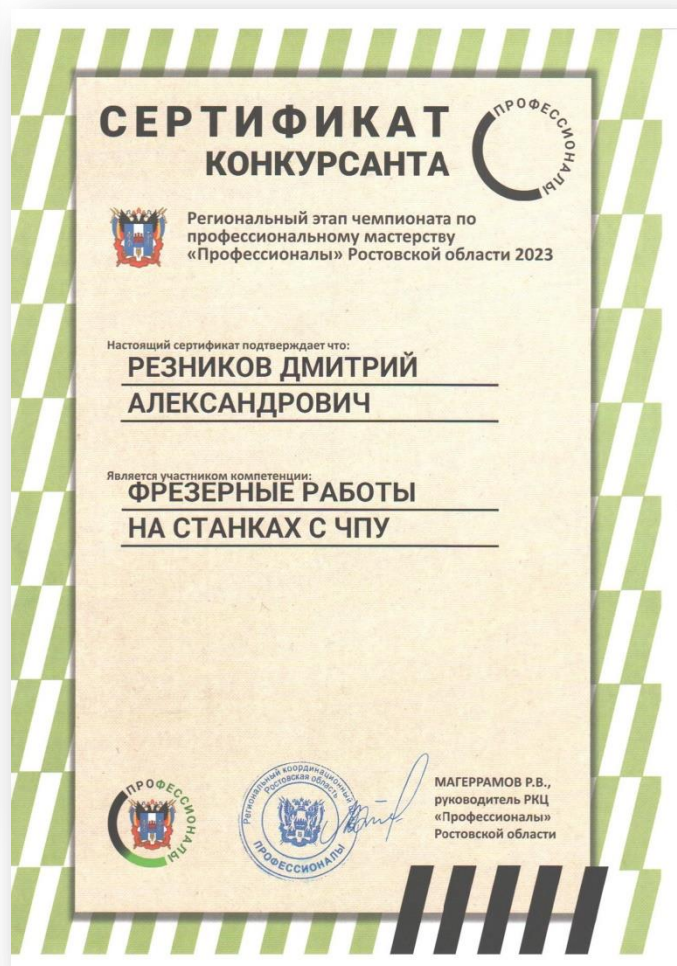 СЕРТИФИКАТ
КОНКУРСАНТА
ПРОФЕССИОНАЛЫ
Региональный этап чемпионата по
профессиональному мастерству
«Профессионалы» Ростовской области 2023
Настоящий сертификат подтверждает что:
РЕЗНИКОВ ДМИТРИЙ
АЛЕКСАНДРОВИЧ
Является участником компетенции:
ФРЕЗЕРНЫЕ РАБОТЫ
НА СТАНКАХ С ЧПУ
ПРОФЕССИОНАЛЫ
Региональный координационный
Ростовская область
ПРОФЕССИОНАЛЫ
МАГЕРРАМОВ Р.В.,
руководитель РКЦ
«Профессионалы»
Ростовской области